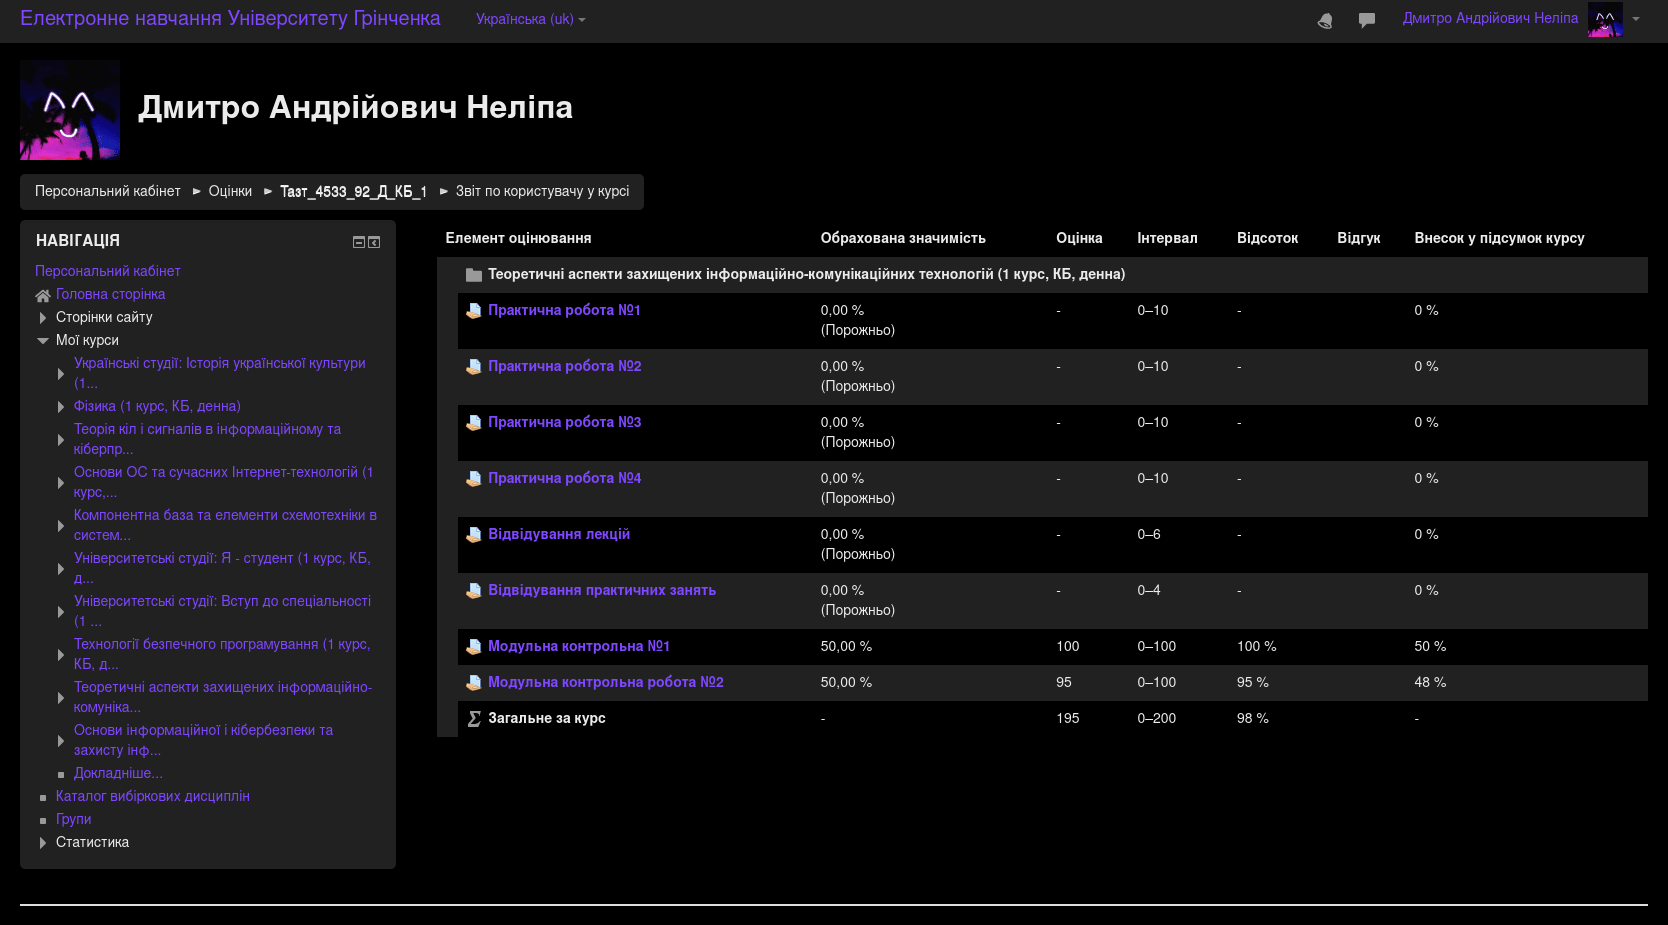 Електронне навчання Університету Грінченка
Українська (uk)
Дмитро Андрійович Неліпа
Дмитро Андрійович Неліпа
Персональний кабінет ► Оцінки ► Тазт_4533_92_Д_КБ_1 ► Звіт по користувачу у курсі
НАВІГАЦІЯ
Персональний кабінет
Головна сторінка
Сторінки сайту
Мої курси
Українські студії: Історія української культури
(1...
Фізика (1 курс, КБ, денна)
Теорія кіл і сигналів в інформаційному та
кіберпр...
Основи ОС та сучасних Інтернет-технологій (1
курс,...
Компонентна база та елементи схемотехніки в
систем...
Університетські студії: Я - студент (1 курс, КБ,
д...
Університетські студії: Вступ до спеціальності
(1 ...
Технології безпечного програмування (1 курс,
КБ, д...
Теоретичні аспекти захищених інформаційно-
комуніка...
Основи інформаційної і кібербезпеки та
захисту інф...
Докладніше...
Каталог вибіркових дисциплін
Групи
Статистика
Елемент оцінювання Обрахована значимість Оцінка Інтервал Відсоток Відгук Внесок у підсумок курсу
Теоретичні аспекти захищених інформаційно-комунікаційних технологій (1 курс, КБ, денна)
Практична робота №1 0,00 % - 0–10 - 0 %
(Порожньо)
Практична робота №2 0,00 % - 0–10 - 0 %
(Порожньо)
Практична робота №3 0,00 % - 0–10 - 0 %
(Порожньо)
Практична робота №4 0,00 % - 0–10 - 0 %
(Порожньо)
Відвідування лекцій 0,00 % - 0–6 - 0 %
(Порожньо)
Відвідування практичних занять 0,00 % - 0–4 - 0 %
(Порожньо)
Модульна контрольна №1 50,00 % 100 0–100 100 % 50 %
Модульна контрольна робота №2 50,00 % 95 0–100 95 % 48 %
Загальне за курс - 195 0–200 98 % -